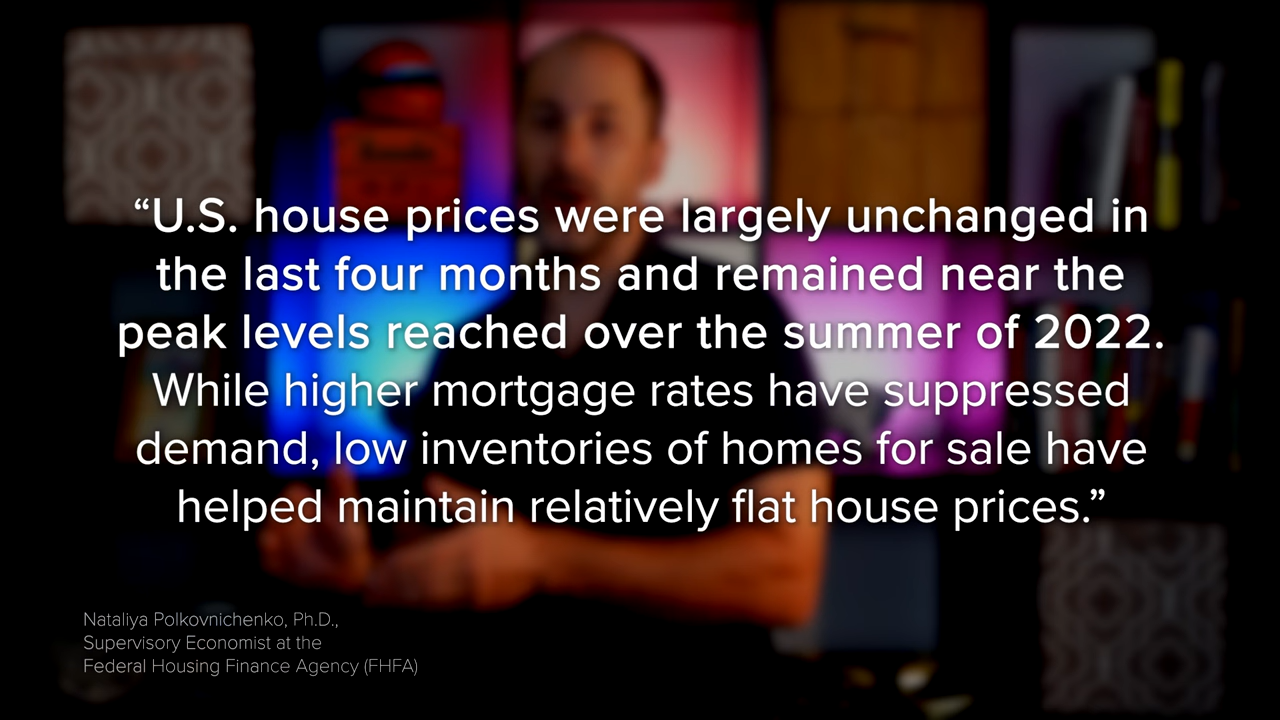 “U.S. house prices were largely unchanged in
the last four months and remained near the
peak levels reached over the summer of 2022.
While higher mortgage rates have suppressed
demand, low inventories of homes for sale have
helped maintain relatively flat house prices.”
Nataliya Polkovnichenko, Ph.D.,
Supervisory Economist at the
Federal Housing Finance Agency (FHFA)